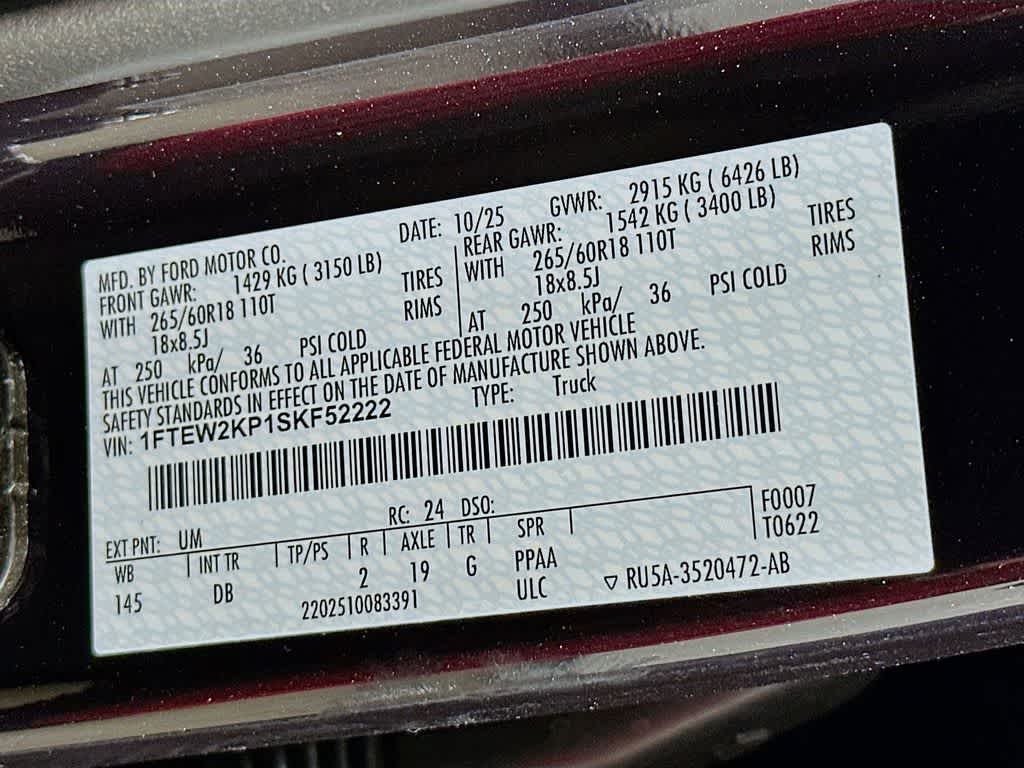 MFD. BY FORD MOTOR CO. DATE: 10/25 GVWR: 2915 KG ( 6426 LB)
FRONT GAWR: 1429 KG ( 3150 LB) REAR GAWR: 1542 KG ( 3400 LB)
WITH 265/60R18 110T TIRES WITH 265/60R18 110T TIRES
18x8.5J RIMS 18x8.5J RIMS
AT 250 kPa/ 36 PSI COLD AT 250 kPa/ 36 PSI COLD
THIS VEHICLE CONFORMS TO ALL APPLICABLE FEDERAL MOTOR VEHICLE
SAFETY STANDARDS IN EFFECT ON THE DATE OF MANUFACTURE SHOWN ABOVE.
VIN: 1FTEW2KP1SKF52222 TYPE: Truck
EXT PNT: UM RC: 24 DSO: F0007
WB INT TR TP/PS R AXLE TR SPR T0622
145 DB 2 19 G PPAA
2202510083391 ULC ▽ RU5A-3520472-AB